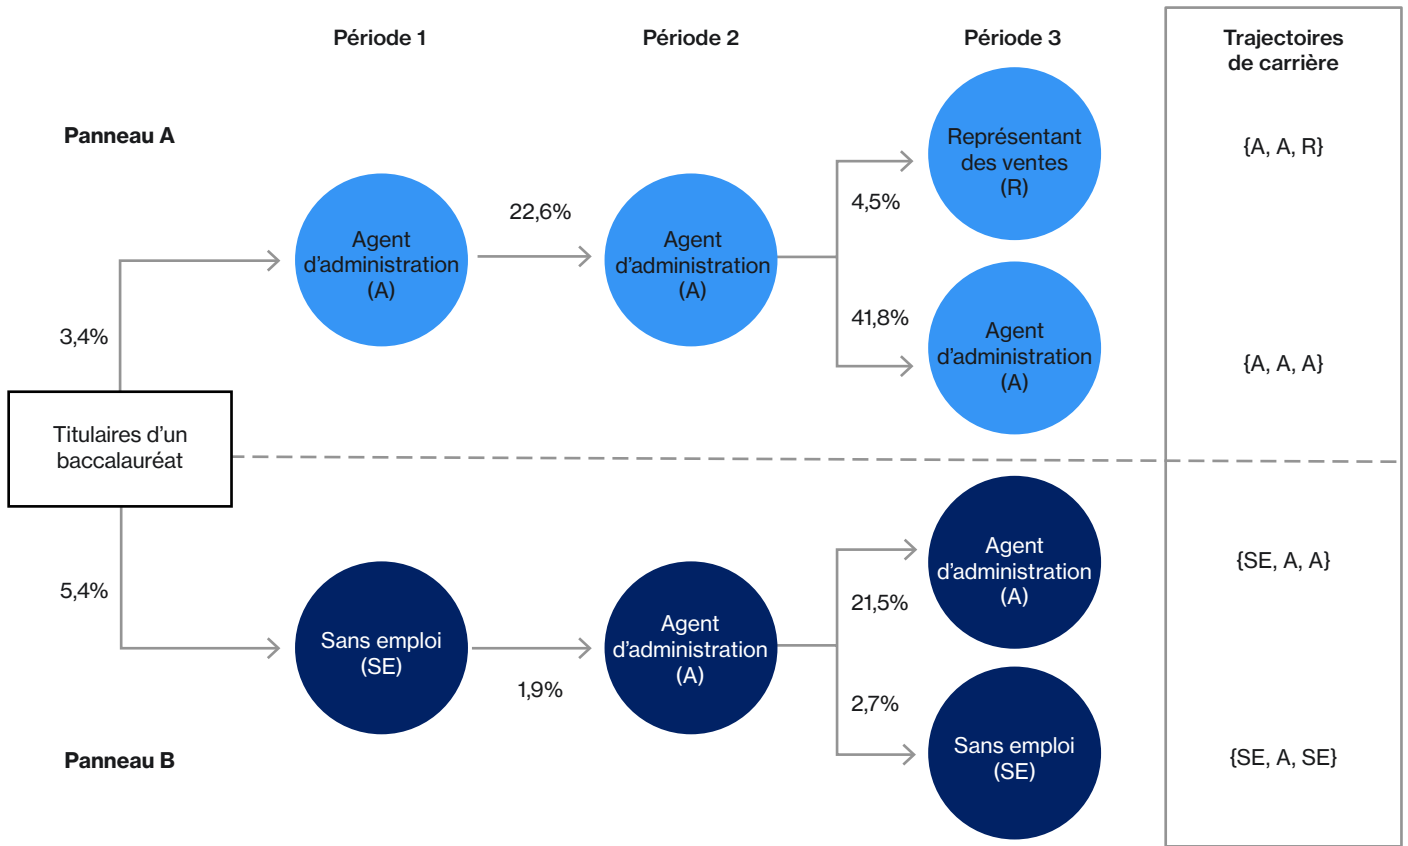 Période 1
Période 2
Période 3
Trajectoires
de carrière
Panneau A
Agent
d'administration
(A)
22,6%
Agent
d'administration
(A)
Représentant
des ventes
(R)
4,5%
{A, A, R}
41,8%
Agent
d'administration
(A)
{A, A, A}
3,4%
Titulaires d'un
baccalauréat
5,4%
Sans emploi
(SE)
1,9%
Agent
d'administration
(A)
Agent
d'administration
(A)
21,5%
{SE, A, A}
2,7%
Sans emploi
(SE)
{SE, A, SE}
Panneau B